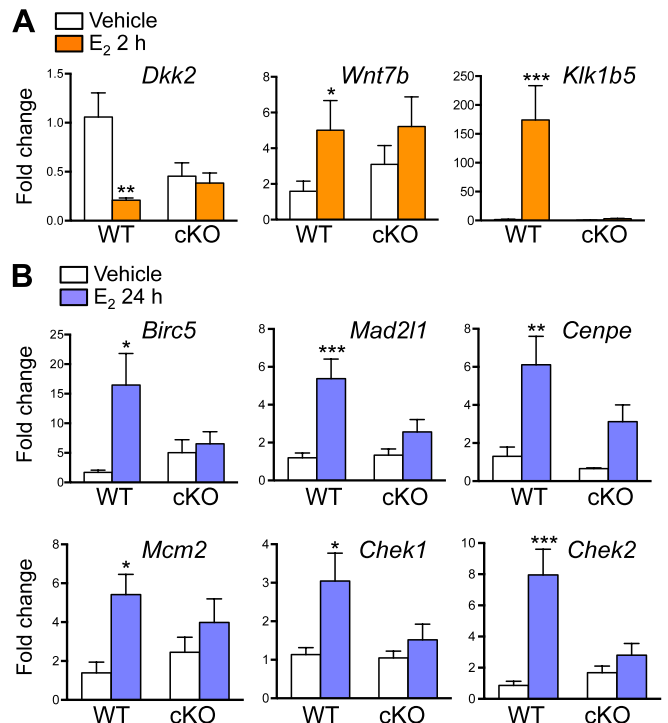 A
Vehicle
E2 2 h
Dkk2 Wnt7b Klk1b5
Fold change
1.5
1.0
0.5
0.0
WT cKO
8
6
4
2
0
WT cKO
250
200
150
100
50
0
WT cKO
***
*
**
B
Vehicle
E2 24 h
Birc5 Mad2l1 Cenpe
Fold change
25
20
15
10
5
0
*
WT cKO
8
6
4
2
0
***
WT cKO
8
6
4
2
0
**
WT cKO
Mcm2 Chek1 Chek2
Fold change
8
6
4
2
0
*
WT cKO
4
3
2
1
0
*
WT cKO
10
8
6
4
2
0
***
WT cKO